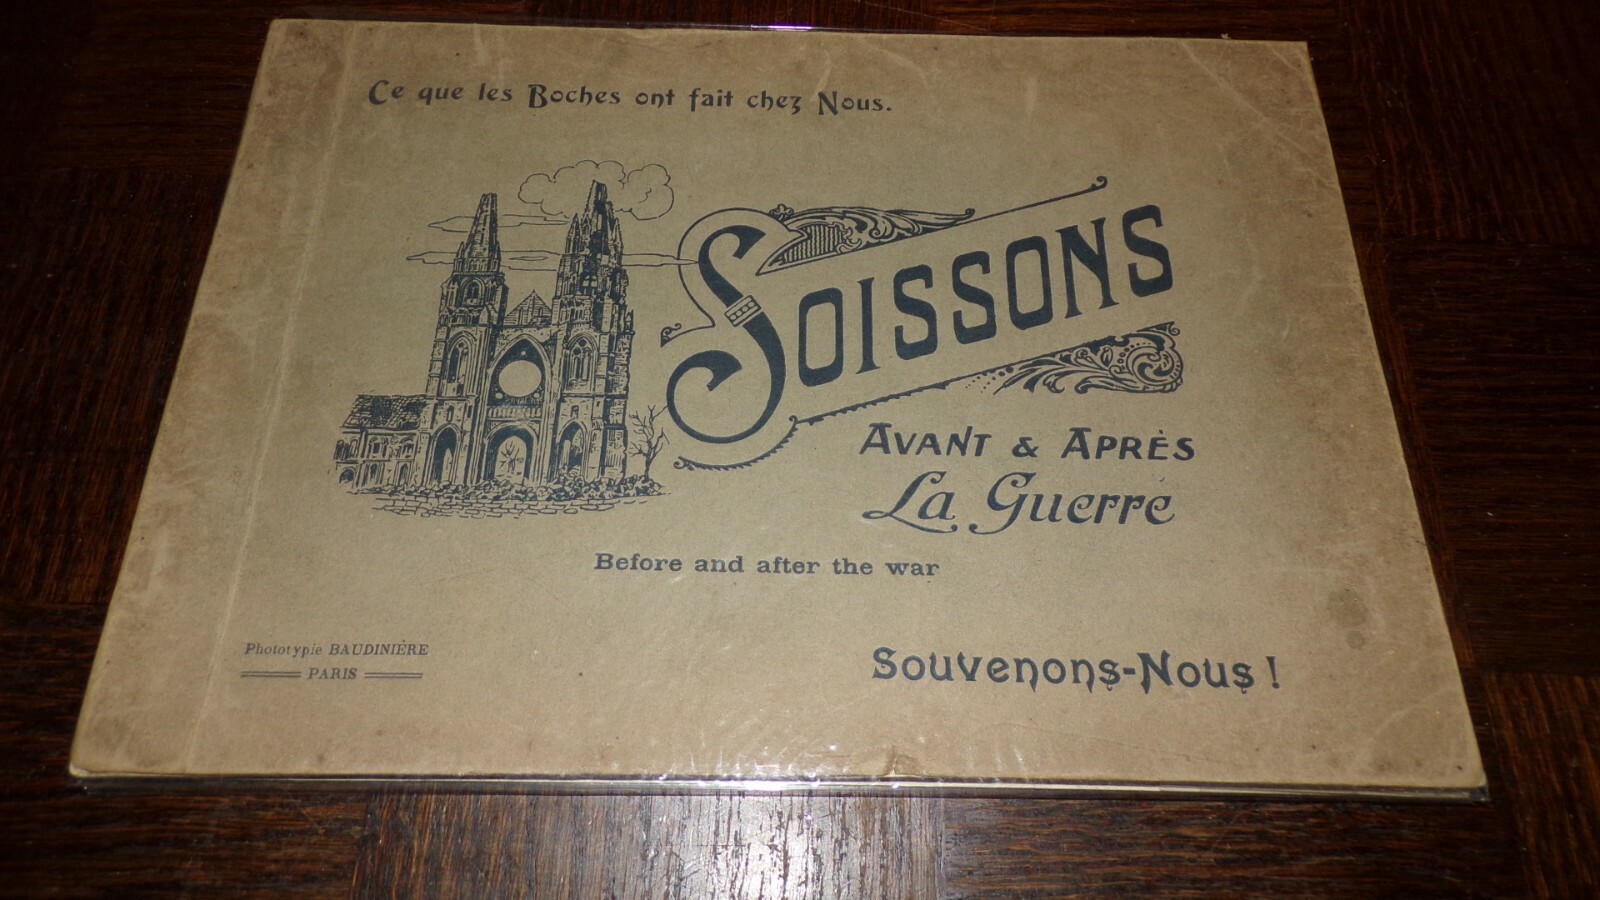 Ce que les Boches ont fait chez Nous.
SOISSONS
AVANT & APRÈS
La Guerre
Before and after the war
Phototypie BAUDINIÈRE
PARIS
Souvenons-Nous !